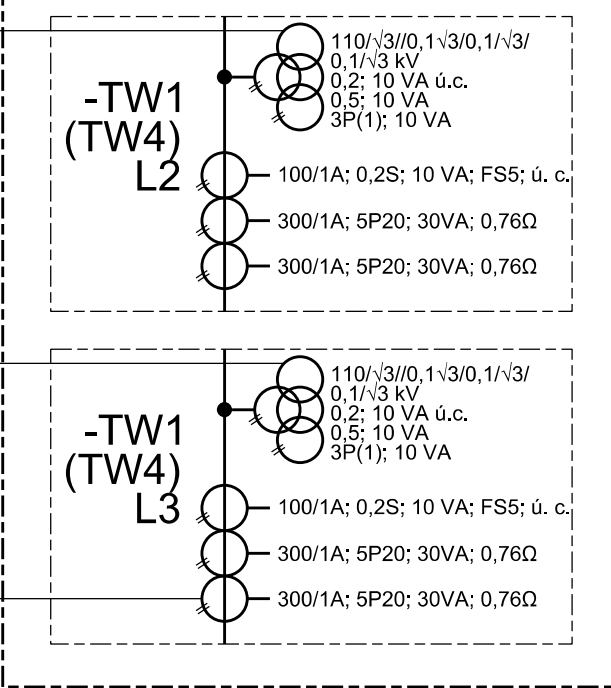 -TW1
(TW4)
L2
110/√3//0,1√3/0,1/√3/
0,1/√3 kV
0,2; 10 VA ú.c.
0,5; 10 VA
3P(1); 10 VA
100/1A; 0,2S; 10 VA; FS5; ú. c.
300/1A; 5P20; 30VA; 0,76Ω
300/1A; 5P20; 30VA; 0,76Ω
-TW1
(TW4)
L3
110/√3//0,1√3/0,1/√3/
0,1/√3 kV
0,2; 10 VA ú.c.
0,5; 10 VA
3P(1); 10 VA
100/1A; 0,2S; 10 VA; FS5; ú. c.
300/1A; 5P20; 30VA; 0,76Ω
300/1A; 5P20; 30VA; 0,76Ω